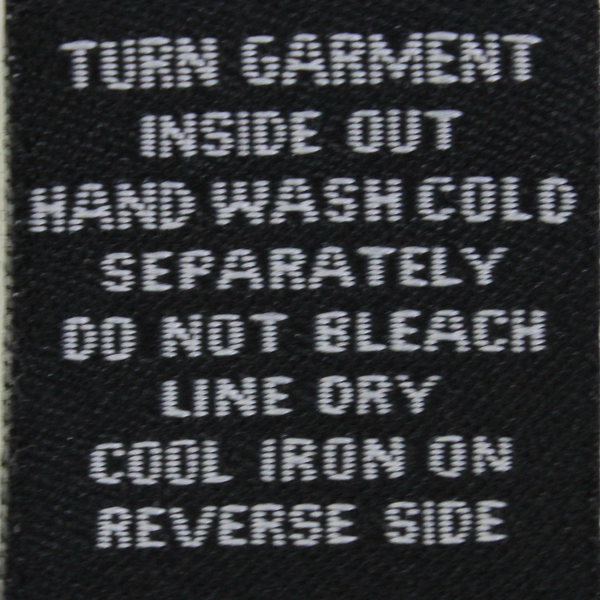 TURN GARMENT
INSIDE OUT
HAND WASH COLD
SEPARATELY
DO NOT BLEACH
LINE DRY
COOL IRON ON
REVERSE SIDE